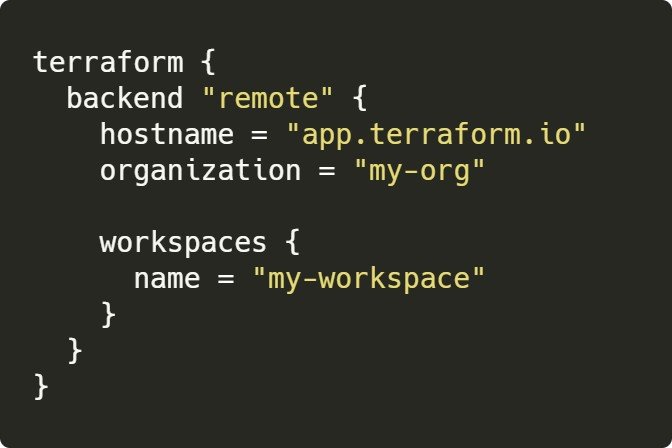 terraform {
  backend "remote" {
    hostname = "app.terraform.io"
    organization = "my-org"

    workspaces {
      name = "my-workspace"
    }
  }
}